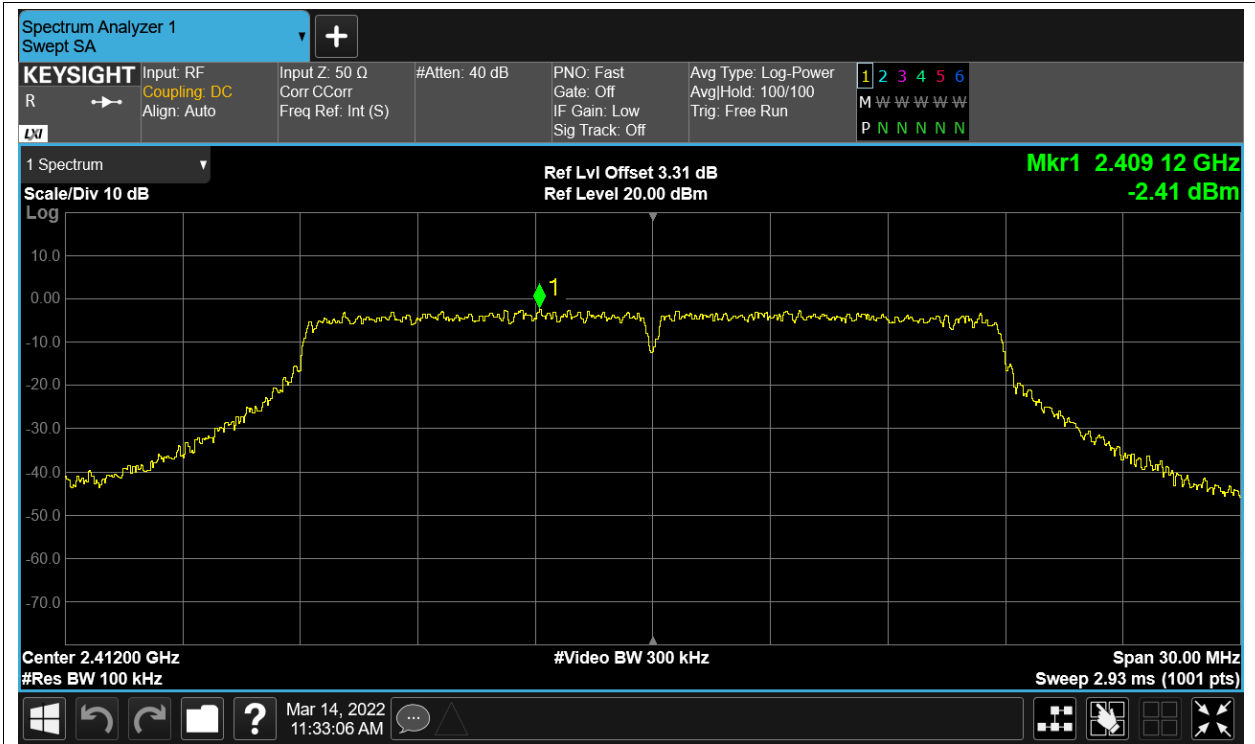 Spectrum Analyzer 1
Swept SA
KEYSIGHT
R
LXI
Input: RF
Coupling: DC
Align: Auto
Input Z: 50 Ω
Corr CCorr
Freq Ref: Int (S)
#Atten: 40 dB
PNO: Fast
Gate: Off
IF Gain: Low
Sig Track: Off
Avg Type: Log-Power
Avg|Hold: 100/100
Trig: Free Run
1 2 3 4 5 6
M W W W W W
P N N N N N
1 Spectrum
Scale/Div 10 dB
Ref Lvl Offset 3.31 dB
Ref Level 20.00 dBm
Mkr1 2.409 12 GHz
-2.41 dBm
Log
10.0
0.00
-10.0
-20.0
-30.0
-40.0
-50.0
-60.0
-70.0
1
Center 2.41200 GHz
#Res BW 100 kHz
#Video BW 300 kHz
Span 30.00 MHz
Sweep 2.93 ms (1001 pts)
?
Mar 14, 2022
11:33:06 AM